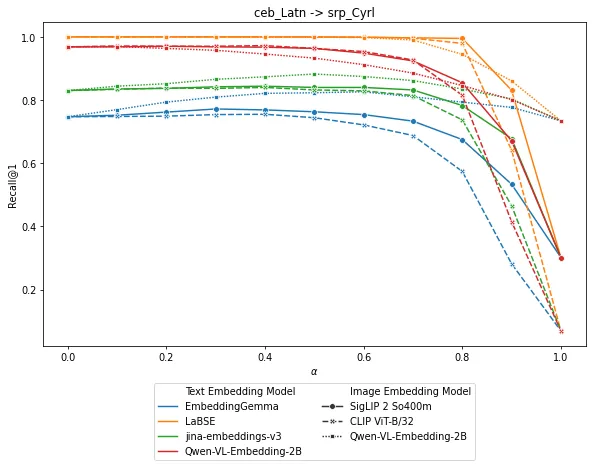 ceb_Latn -> srp_Cyrl
Recall@1
1.0
0.8
0.6
0.4
0.2
0.0 0.2 0.4 0.6 0.8 1.0
α
Text Embedding Model Image Embedding Model
EmbeddingGemma SigLIP 2 So400m
LaBSE CLIP ViT-B/32
jina-embeddings-v3 Qwen-VL-Embedding-2B
Qwen-VL-Embedding-2B